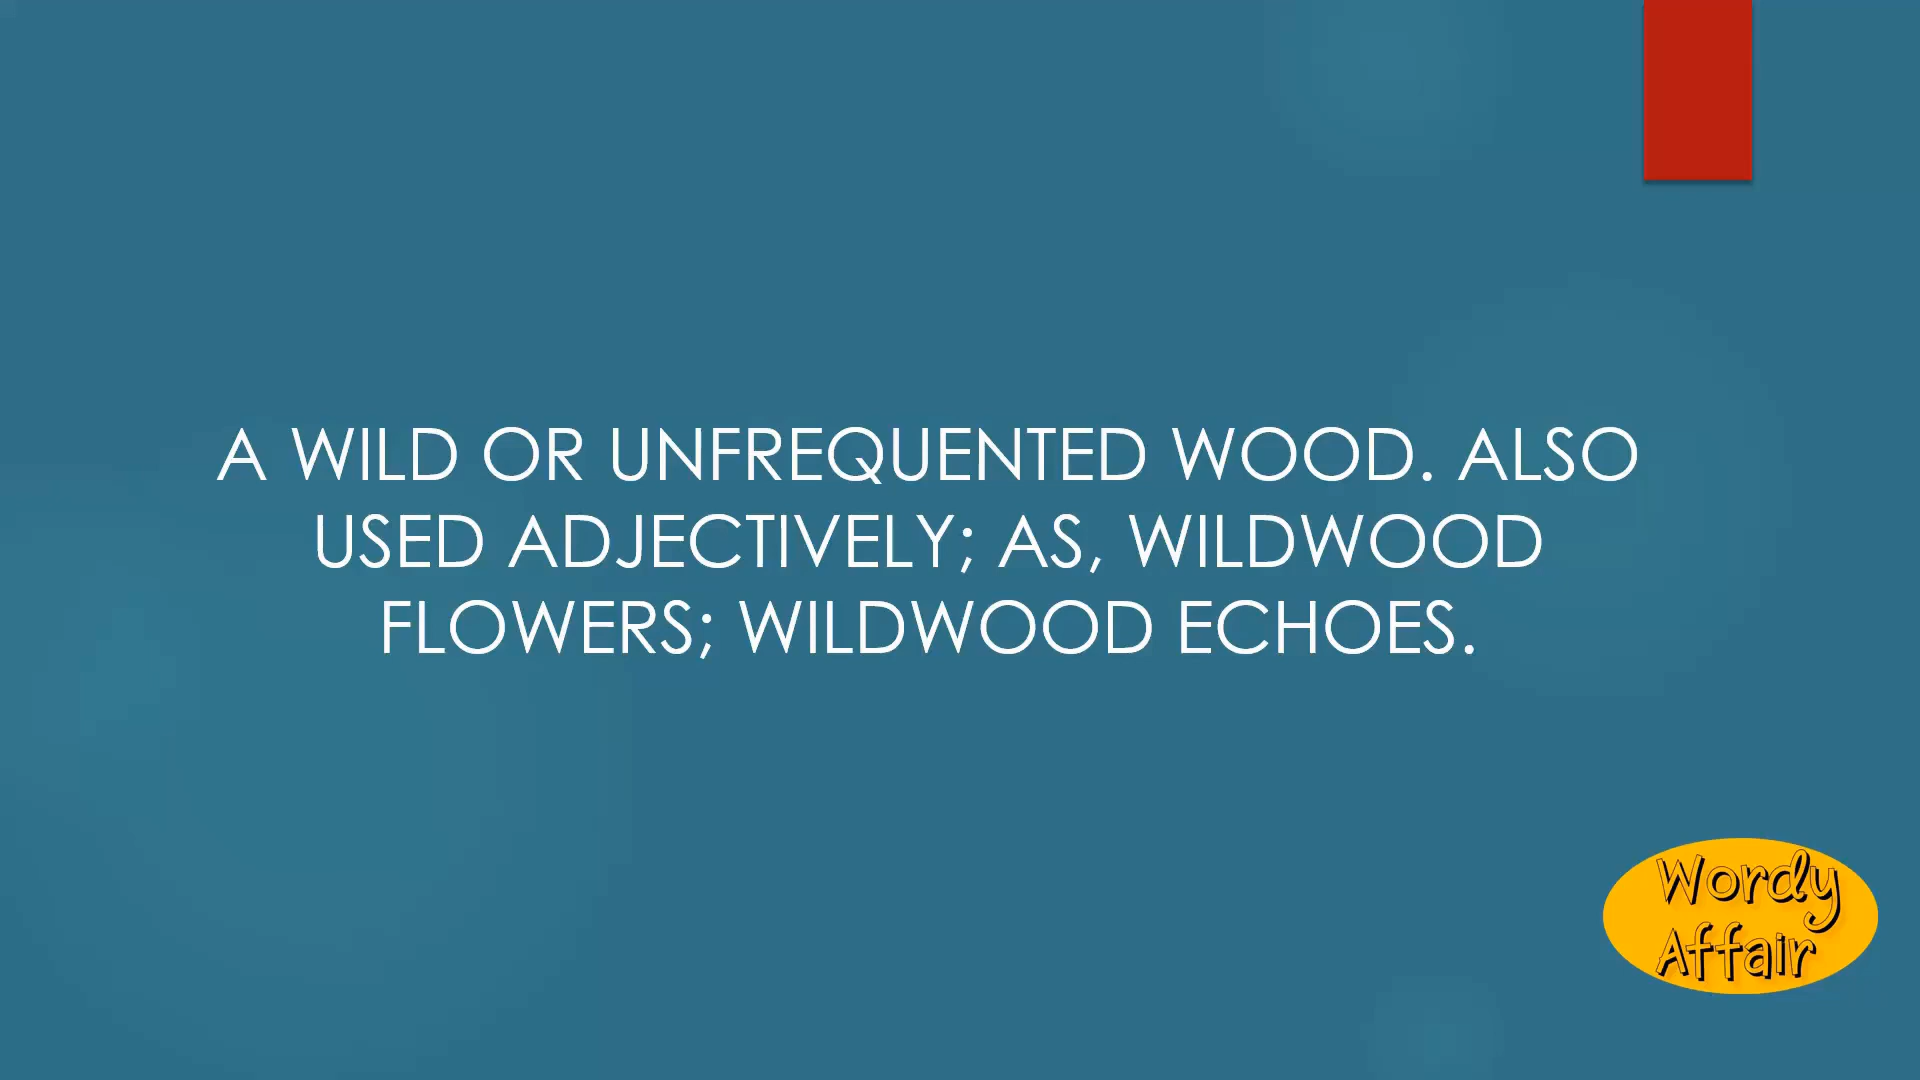 A WILD OR UNFREQUENTED WOOD. ALSO
USED ADJECTIVELY; AS, WILDWOOD
FLOWERS; WILDWOOD ECHOES.
Wordy
Affair